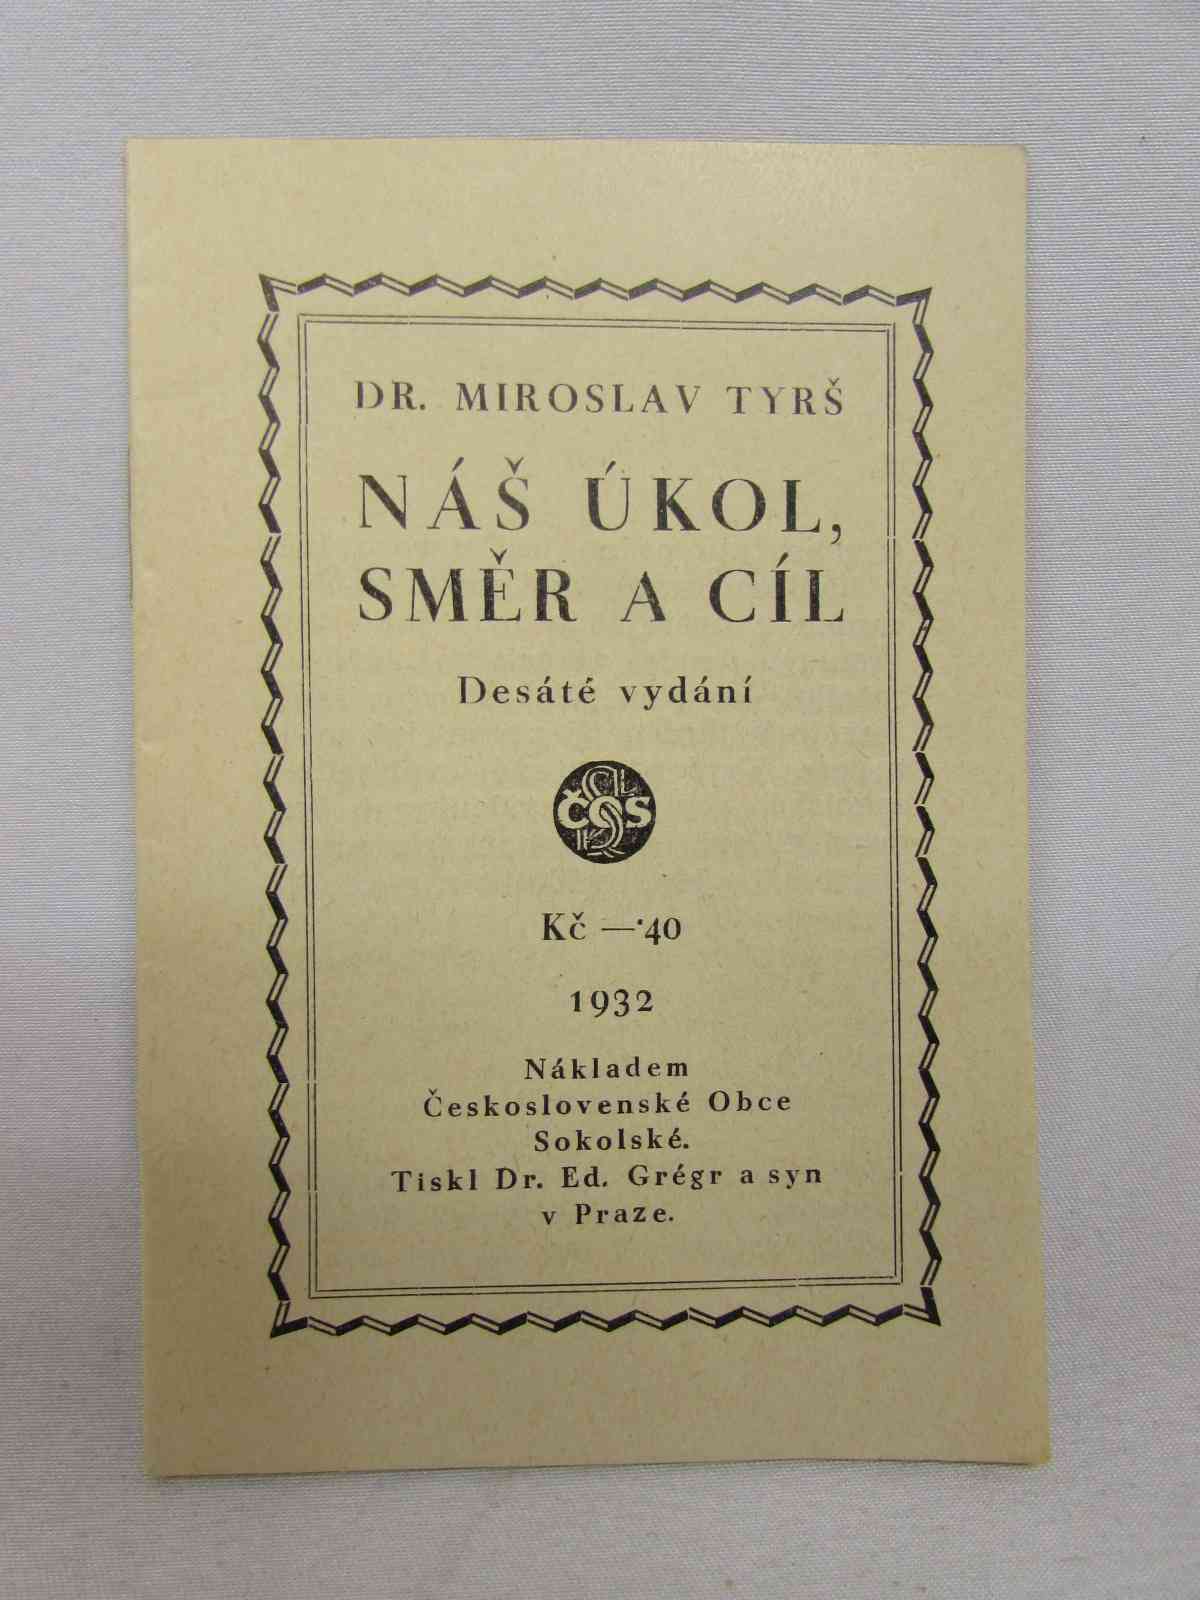 DR. MIROSLAV TYRŠ
NÁŠ ÚKOL,
SMĚR A CÍL
Desáté vydání
ČOS
Kč —·40
1932
Nákladem
Československé Obce
Sokolské.
Tiskl Dr. Ed. Grégr a syn
v Praze.